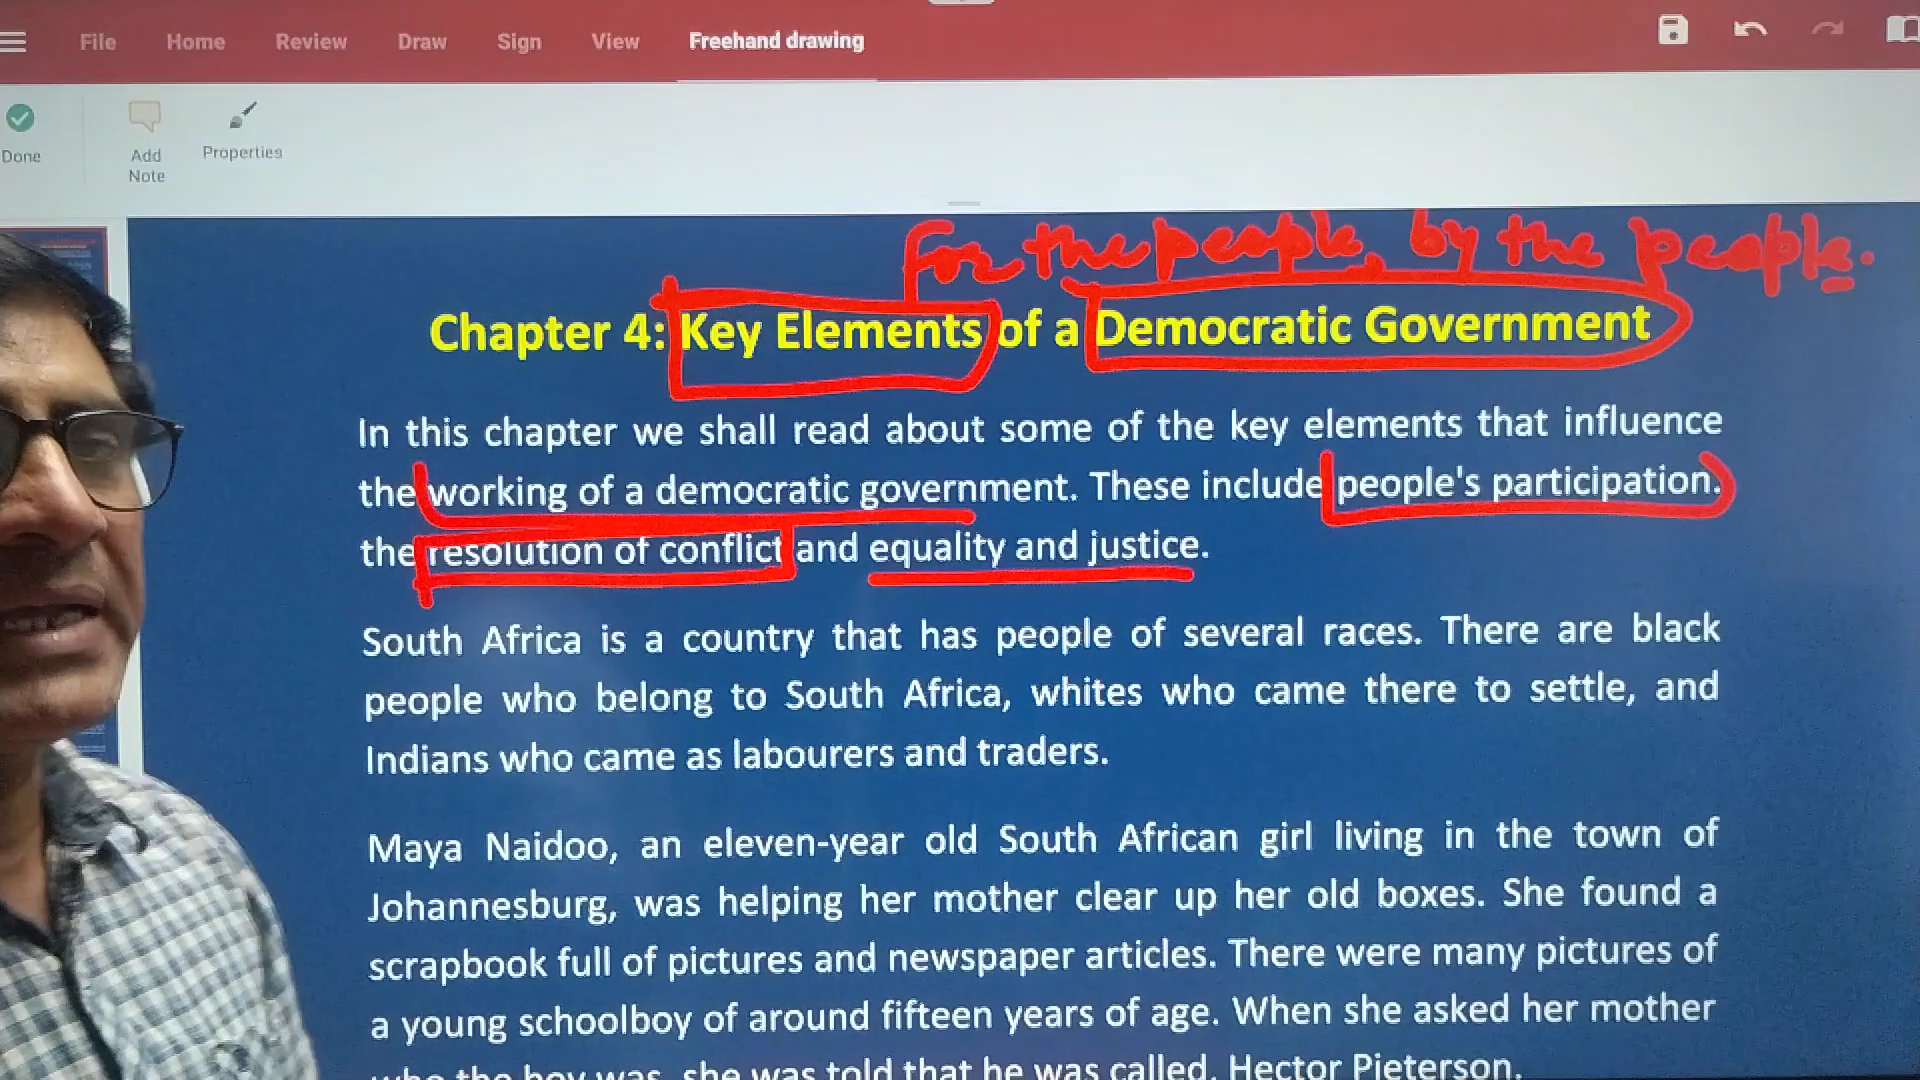 File Home Review Draw Sign View Freehand drawing
Done
Add Note
Properties
For the people, by the people.
Chapter 4: Key Elements of a Democratic Government
In this chapter we shall read about some of the key elements that influence
the working of a democratic government. These include people's participation.
the resolution of conflict and equality and justice.
South Africa is a country that has people of several races. There are black
people who belong to South Africa, whites who came there to settle, and
Indians who came as labourers and traders.
Maya Naidoo, an eleven-year old South African girl living in the town of
Johannesburg, was helping her mother clear up her old boxes. She found a
scrapbook full of pictures and newspaper articles. There were many pictures of
a young schoolboy of around fifteen years of age. When she asked her mother
who the boy was, she was told that he was called, Hector Pieterson.